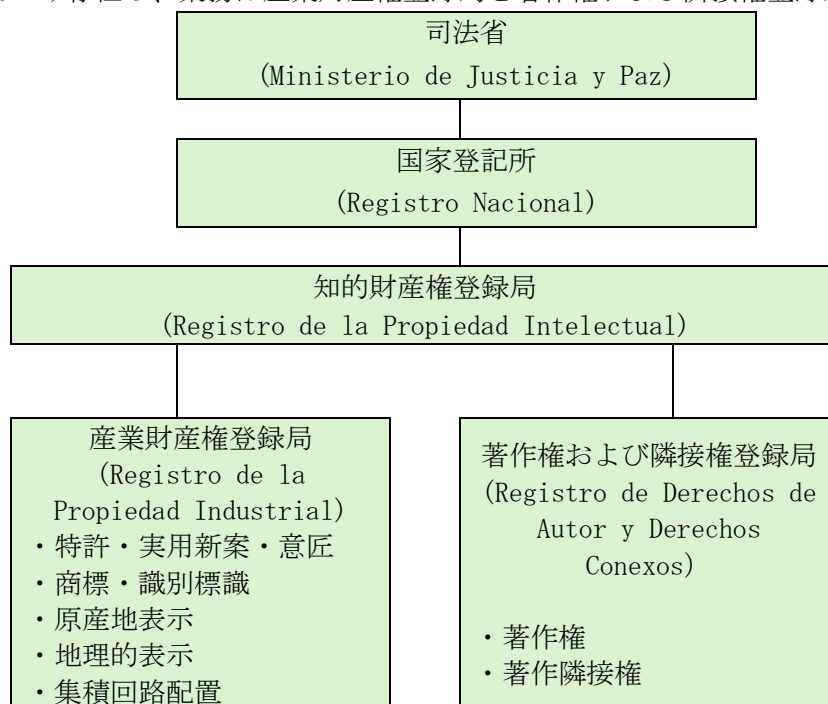 司法省
(Ministerio de Justicia y Paz)
国家登記所
(Registro Nacional)
知的財産権登録局
(Registro de la Propiedad Intelectual)
産業財産権登録局
(Registro de la
Propiedad Industrial)
・特許・実用新案・意匠
・商標・識別標識
・原産地表示
・地理的表示
・集積回路配置
著作権および隣接権登録局
(Registro de Derechos de
Autor y Derechos
Conexos)
・著作権
・著作隣接権